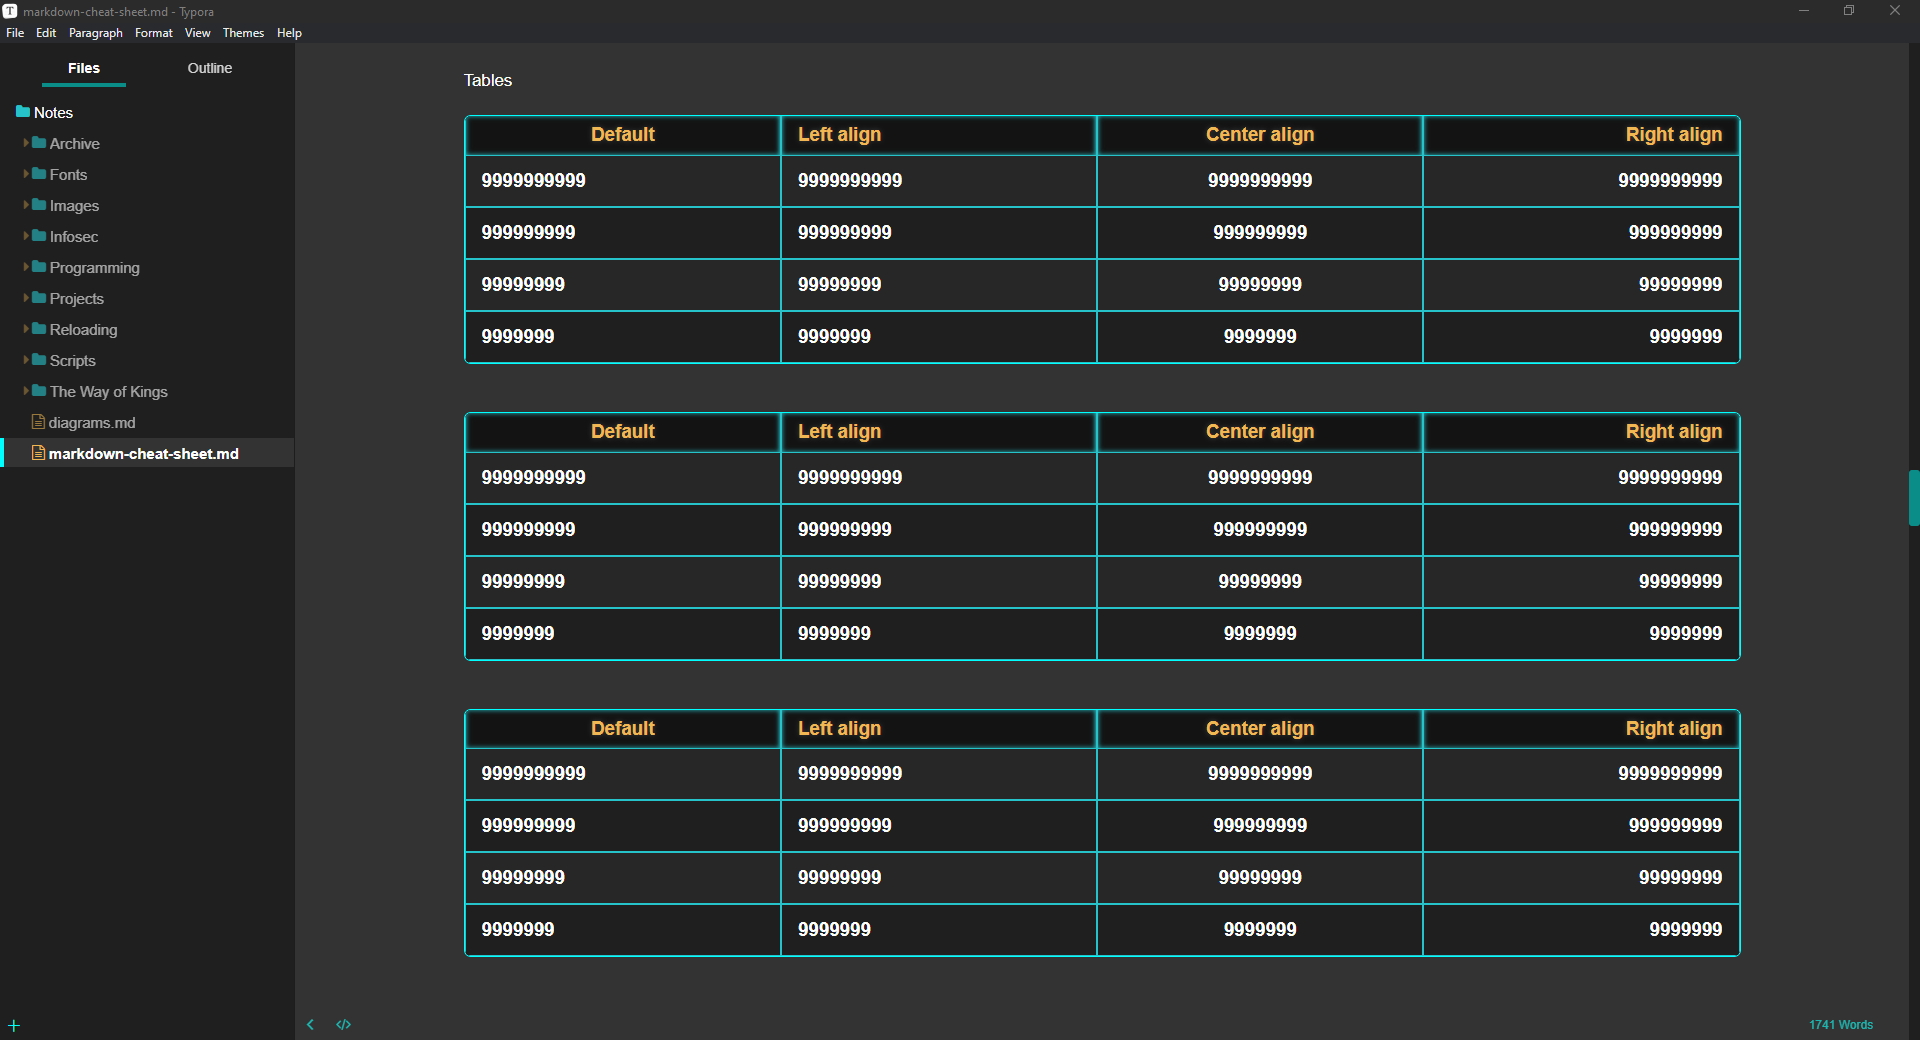 markdown-cheat-sheet.md - Typora
File Edit Paragraph Format View Themes Help
Files Outline
Notes
Archive
Fonts
Images
Infosec
Programming
Projects
Reloading
Scripts
The Way of Kings
diagrams.md
markdown-cheat-sheet.md
Tables
Default Left align Center align Right align
9999999999 9999999999 9999999999 9999999999
999999999 999999999 999999999 999999999
99999999 99999999 99999999 99999999
9999999 9999999 9999999 9999999
Default Left align Center align Right align
9999999999 9999999999 9999999999 9999999999
999999999 999999999 999999999 999999999
99999999 99999999 99999999 99999999
9999999 9999999 9999999 9999999
Default Left align Center align Right align
9999999999 9999999999 9999999999 9999999999
999999999 999999999 999999999 999999999
99999999 99999999 99999999 99999999
9999999 9999999 9999999 9999999
1741 Words